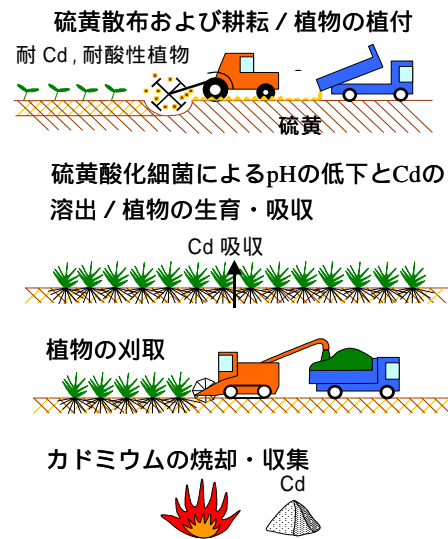 硫黄散布および耕耘 / 植物の植付
耐 Cd , 耐酸性植物
硫黄
硫黄酸化細菌によるpHの低下とCdの
溶出 / 植物の生育・吸収
Cd 吸収
植物の刈取
カドミウムの焼却・収集
Cd